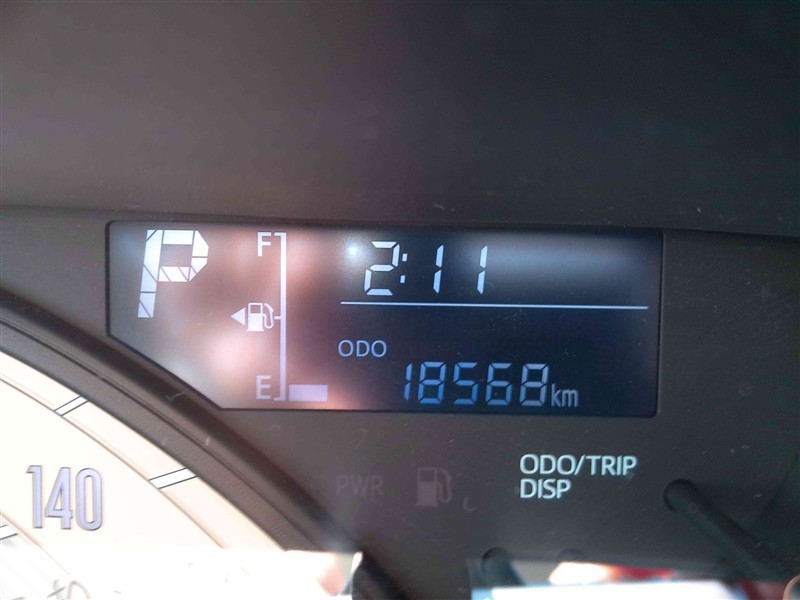 P
F
2:11
ODO
E
18568km
ODO/TRIP
DISP
PWR
140